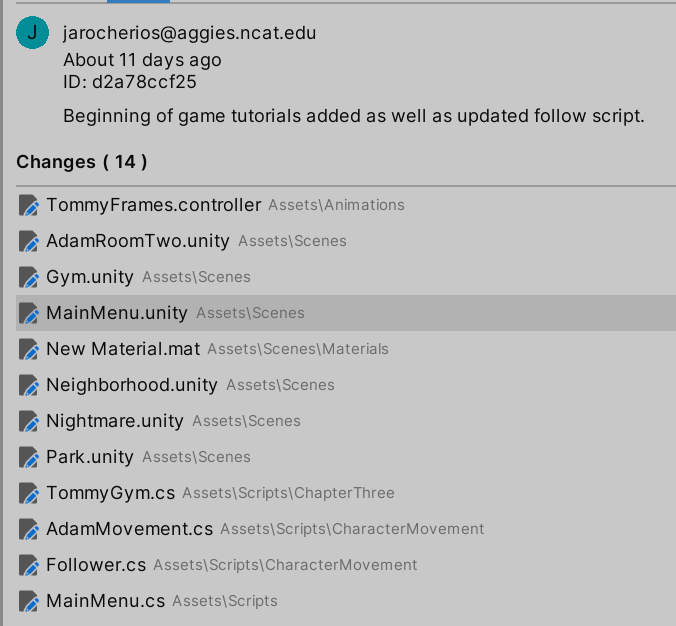 J
jarocherios@aggies.ncat.edu
About 11 days ago
ID: d2a78ccf25
Beginning of game tutorials added as well as updated follow script.
Changes ( 14 )
TommyFrames.controller Assets\Animations
AdamRoomTwo.unity Assets\Scenes
Gym.unity Assets\Scenes
MainMenu.unity Assets\Scenes
New Material.mat Assets\Scenes\Materials
Neighborhood.unity Assets\Scenes
Nightmare.unity Assets\Scenes
Park.unity Assets\Scenes
TommyGym.cs Assets\Scripts\ChapterThree
AdamMovement.cs Assets\Scripts\CharacterMovement
Follower.cs Assets\Scripts\CharacterMovement
MainMenu.cs Assets\Scripts